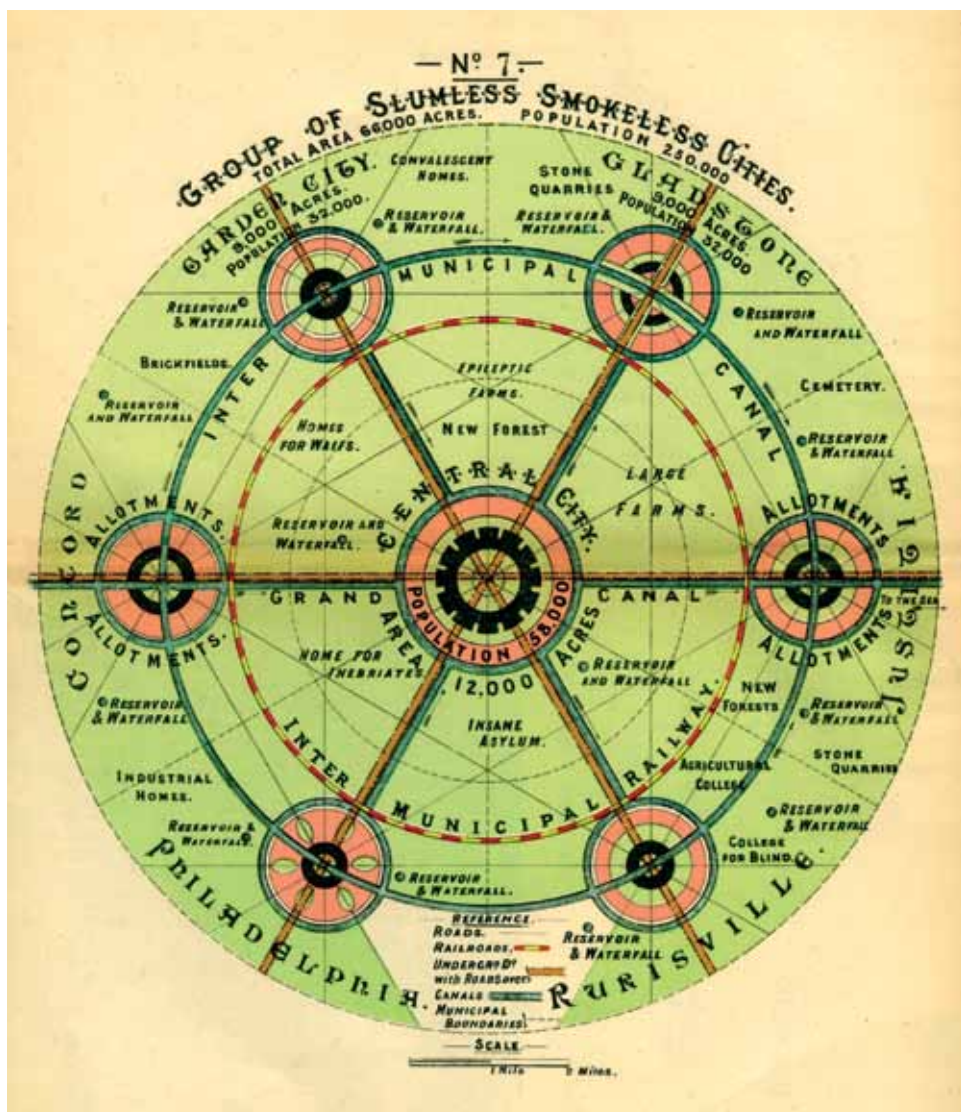 — No 7. —
GROUP OF SLUMLESS SMOKELESS CITIES.
TOTAL AREA 66,000 ACRES. POPULATION 250.000
GARDEN CITY.
9,000 ACRES.
POPULATION 32,000.
CONVALESCENT
HOMES.
STONE
QUARRIES
GLADSTONE
9,000 ACRES.
POPULATION 32,000
RESERVOIR
& WATERFALL
RESERVOIR &
WATERFALL
INTER MUNICIPAL CANAL
RESERVOIR
& WATERFALL
RESERVOIR
AND WATERFALL
BRICKFIELDS.
EPILEPTIC
FARMS.
CEMETERY.
RESERVOIR
AND WATERFALL
HOMES
FOR WAIFS.
NEW FOREST
RESERVOIR
& WATERFALL
LARGE
FARMS.
CENTRAL CITY.
CONCORD
ALLOTMENTS.
RESERVOIR AND
WATERFALL
ALLOTMENTS
JUSTITIA
GRAND CANAL
TO THE SEA
AREA 12,000 ACRES
POPULATION 58.000
ALLOTMENTS.
ALLOTMENTS
HOME FOR
INEBRIATES.
RESERVOIR
AND WATERFALL
RESERVOIR
& WATERFALL
NEW
FORESTS
RESERVOIR
& WATERFALL
INSANE
ASYLUM.
STONE
QUARRIES
INTER MUNICIPAL RAILWAY.
AGRICULTURAL
COLLEGE
INDUSTRIAL
HOMES.
RESERVOIR
& WATERFALL
RESERVOIR &
WATERFALL
COLLEGE
FOR BLIND.
RESERVOIR
& WATERFALL.
PHILADELPHIA.
RURISVILLE.
REFERENCE.
ROADS.
RAILROADS.
UNDERGRD DO
with ROADS OVER
CANALS
MUNICIPAL
BOUNDARIES
RESERVOIR
& WATERFALL
— SCALE —
1 Mile 2 Miles.